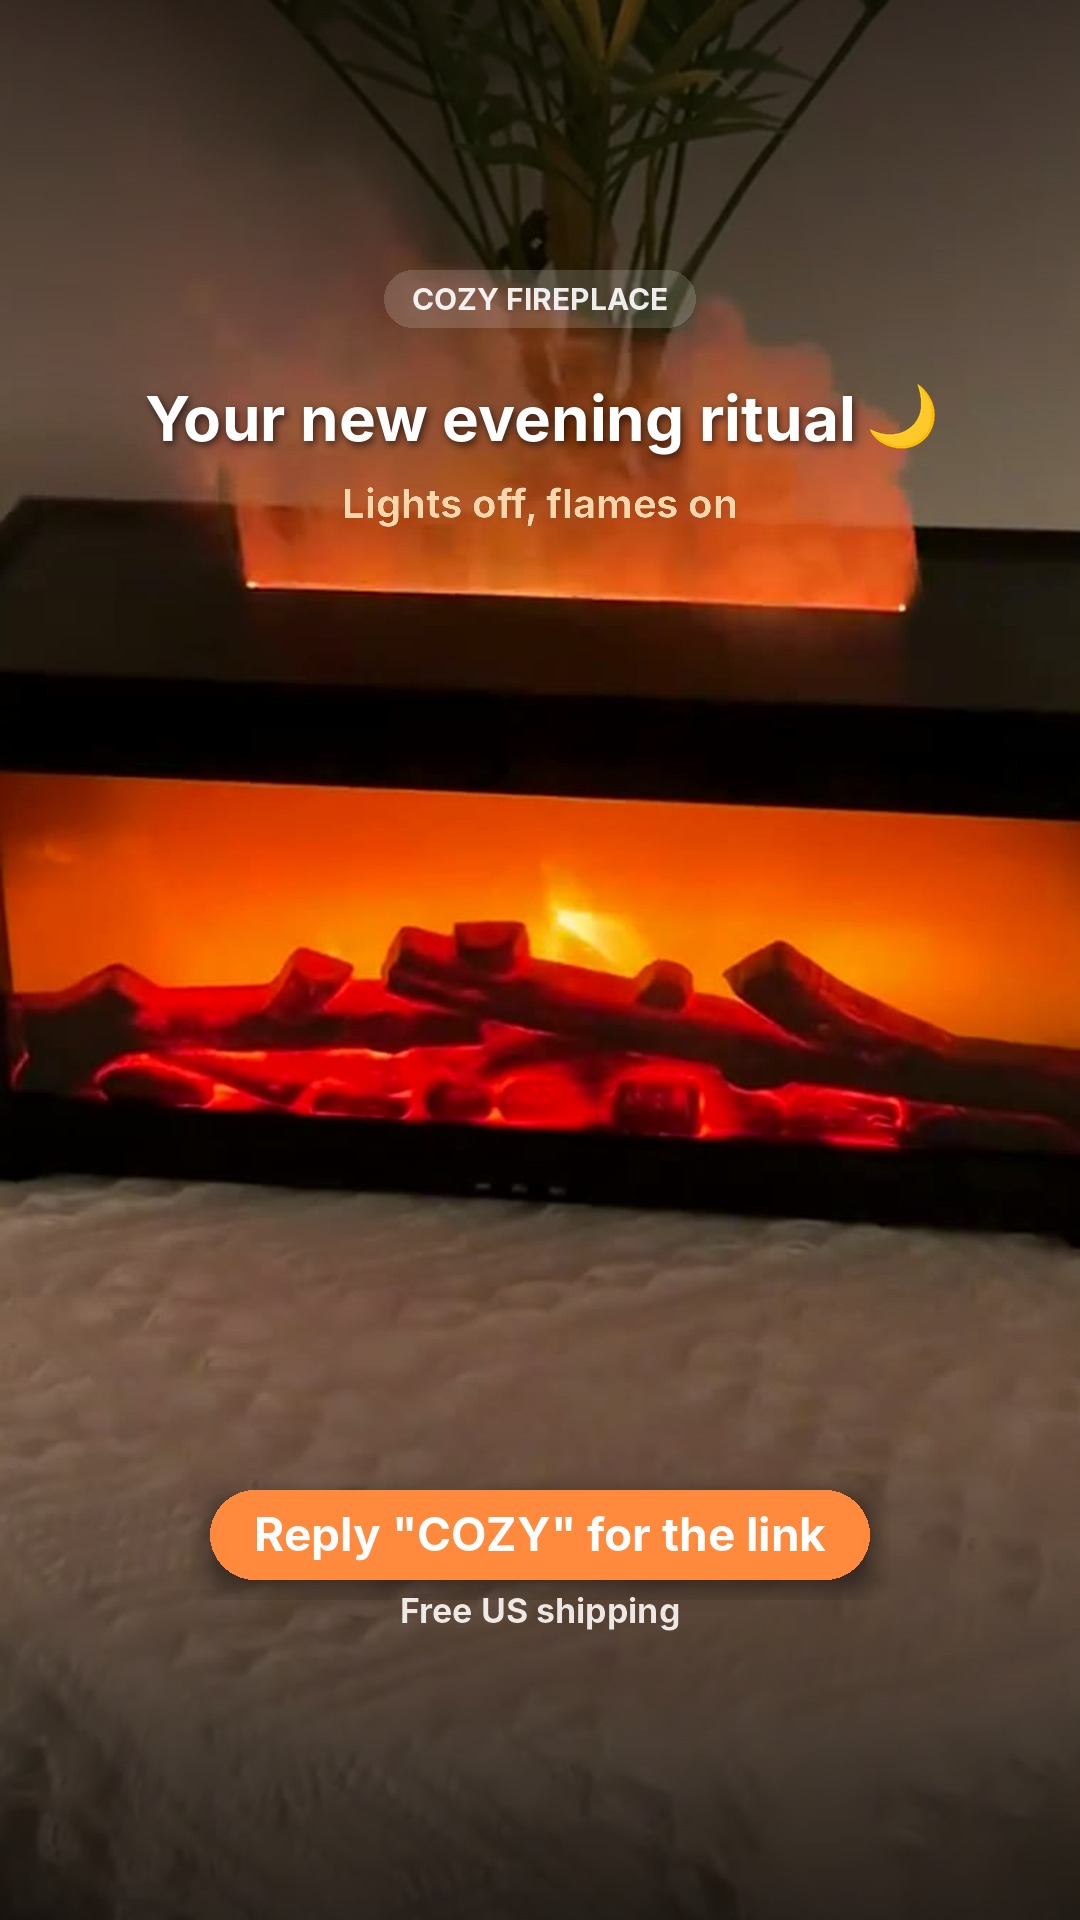 COZY FIREPLACE
Your new evening ritual🌙
Lights off, flames on
Reply "COZY" for the link
Free US shipping